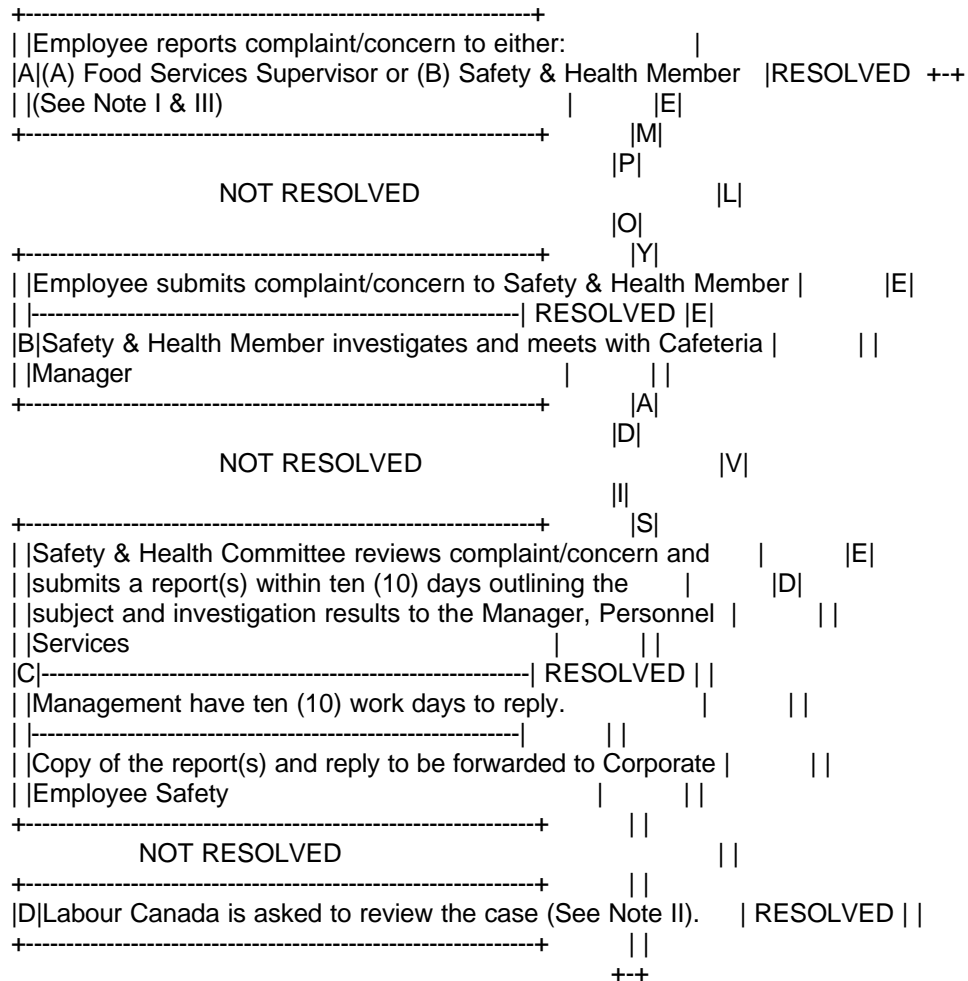 +--------------------------------------------------------------+
| |Employee reports complaint/concern to either: |
|A|(A) Food Services Supervisor or (B) Safety & Health Member |RESOLVED +-+
| |(See Note I & III) | |E|
+--------------------------------------------------------------+ |M|
|P|
NOT RESOLVED |L|
|O|
+--------------------------------------------------------------+ |Y|
| |Employee submits complaint/concern to Safety & Health Member | |E|
| |-----------------------------------------------------------| RESOLVED |E|
|B|Safety & Health Member investigates and meets with Cafeteria | | |
| |Manager | | |
+--------------------------------------------------------------+ |A|
|D|
NOT RESOLVED |V|
|I|
+--------------------------------------------------------------+ |S|
| |Safety & Health Committee reviews complaint/concern and | |E|
| |submits a report(s) within ten (10) days outlining the | |D|
| |subject and investigation results to the Manager, Personnel | | |
| |Services | | |
|C|-----------------------------------------------------------| RESOLVED | |
| |Management have ten (10) work days to reply. | | |
| |-----------------------------------------------------------| | |
| |Copy of the report(s) and reply to be forwarded to Corporate | | |
| |Employee Safety | | |
+--------------------------------------------------------------+ | |
NOT RESOLVED | |
+--------------------------------------------------------------+ | |
|D|Labour Canada is asked to review the case (See Note II). | RESOLVED | |
+--------------------------------------------------------------+ | |
+-+